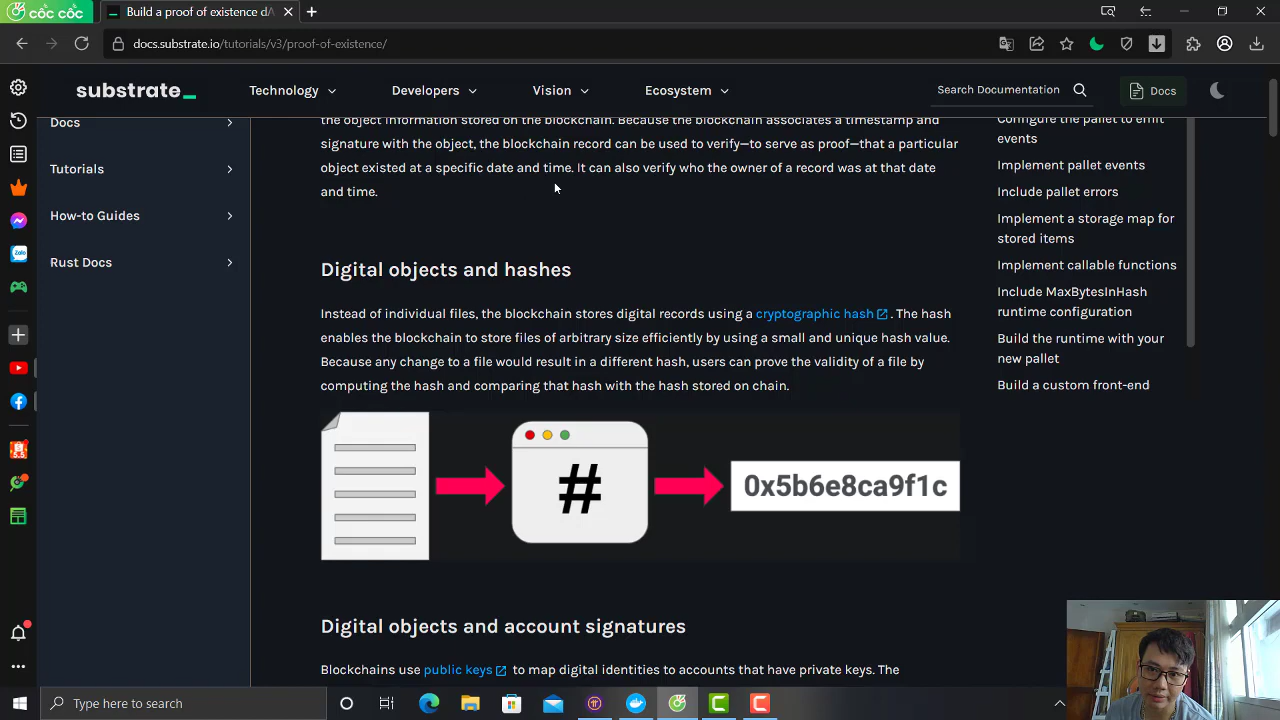 cốc cốc
Build a proof of existence dA
docs.substrate.io/tutorials/v3/proof-of-existence/
substrate_
Technology
Developers
Vision
Ecosystem
Search Documentation
Docs
Docs
Tutorials
How-to Guides
Rust Docs
the object information stored on the blockchain. Because the blockchain associates a timestamp and
signature with the object, the blockchain record can be used to verify—to serve as proof—that a particular
object existed at a specific date and time. It can also verify who the owner of a record was at that date
and time.
Digital objects and hashes
Instead of individual files, the blockchain stores digital records using a cryptographic hash . The hash
enables the blockchain to store files of arbitrary size efficiently by using a small and unique hash value.
Because any change to a file would result in a different hash, users can prove the validity of a file by
computing the hash and comparing that hash with the hash stored on chain.
#
0x5b6e8ca9f1c
Digital objects and account signatures
Blockchains use public keys to map digital identities to accounts that have private keys. The
Configure the pallet to emit
events
Implement pallet events
Include pallet errors
Implement a storage map for
stored items
Implement callable functions
Include MaxBytesInHash
runtime configuration
Build the runtime with your
new pallet
Build a custom front-end
Zalo
5.5
Type here to search